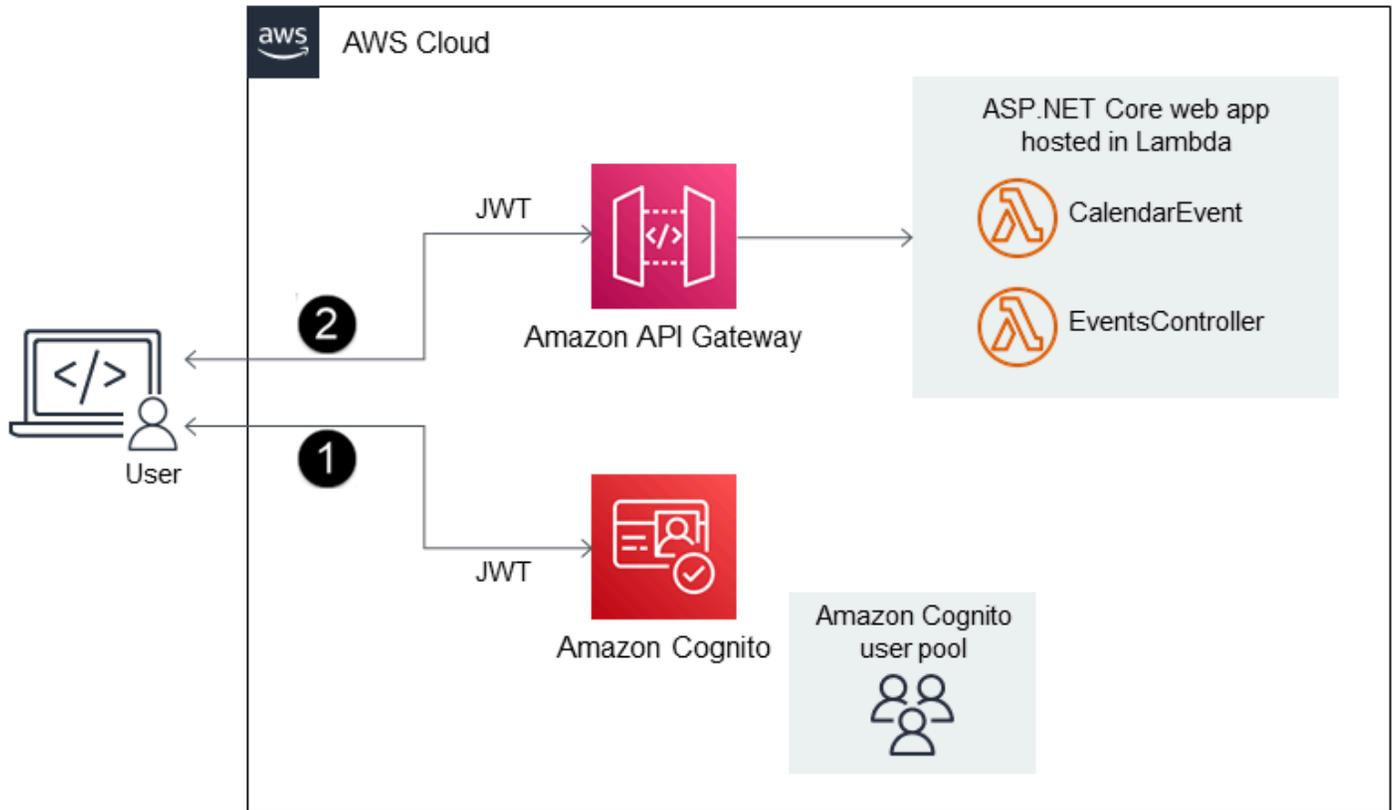 aws
AWS Cloud
ASP.NET Core web app
hosted in Lambda
CalendarEvent
EventsController
JWT
</>
Amazon API Gateway
2
</>
User
1
JWT
Amazon Cognito
Amazon Cognito
user pool